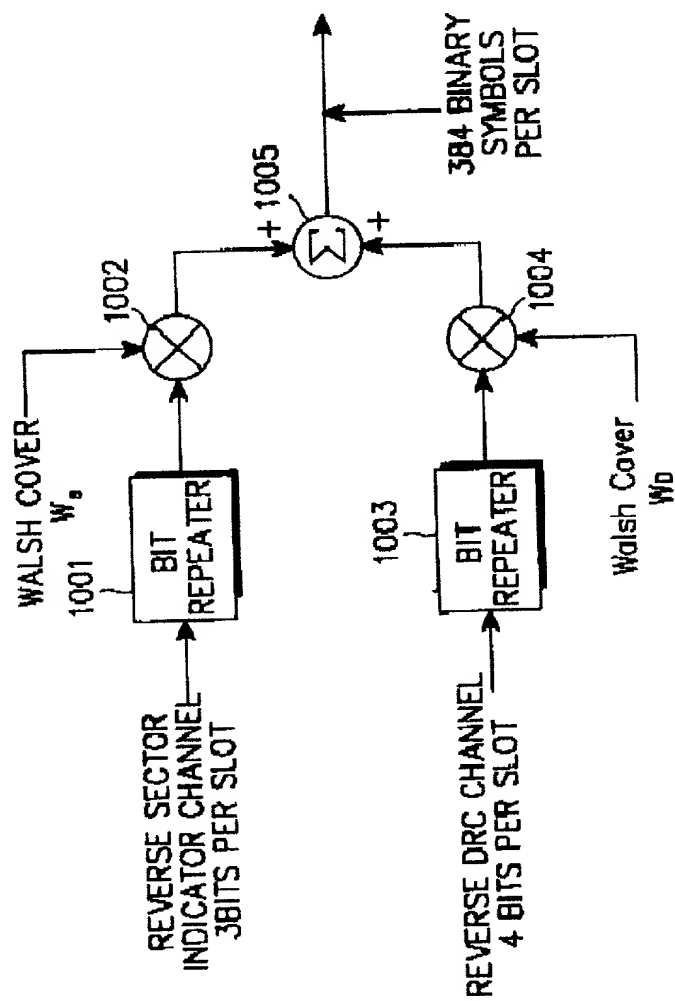 REVERSE SECTOR
INDICATOR CHANNEL
3BITS PER SLOT
1001
BIT
REPEATER
WALSH COVER
Wa
1002
+
1005
Σ
+
384 BINARY
SYMBOLS
PER SLOT
REVERSE DRC CHANNEL
4 BITS PER SLOT
1003
BIT
REPEATER
1004
Walsh Cover
WD